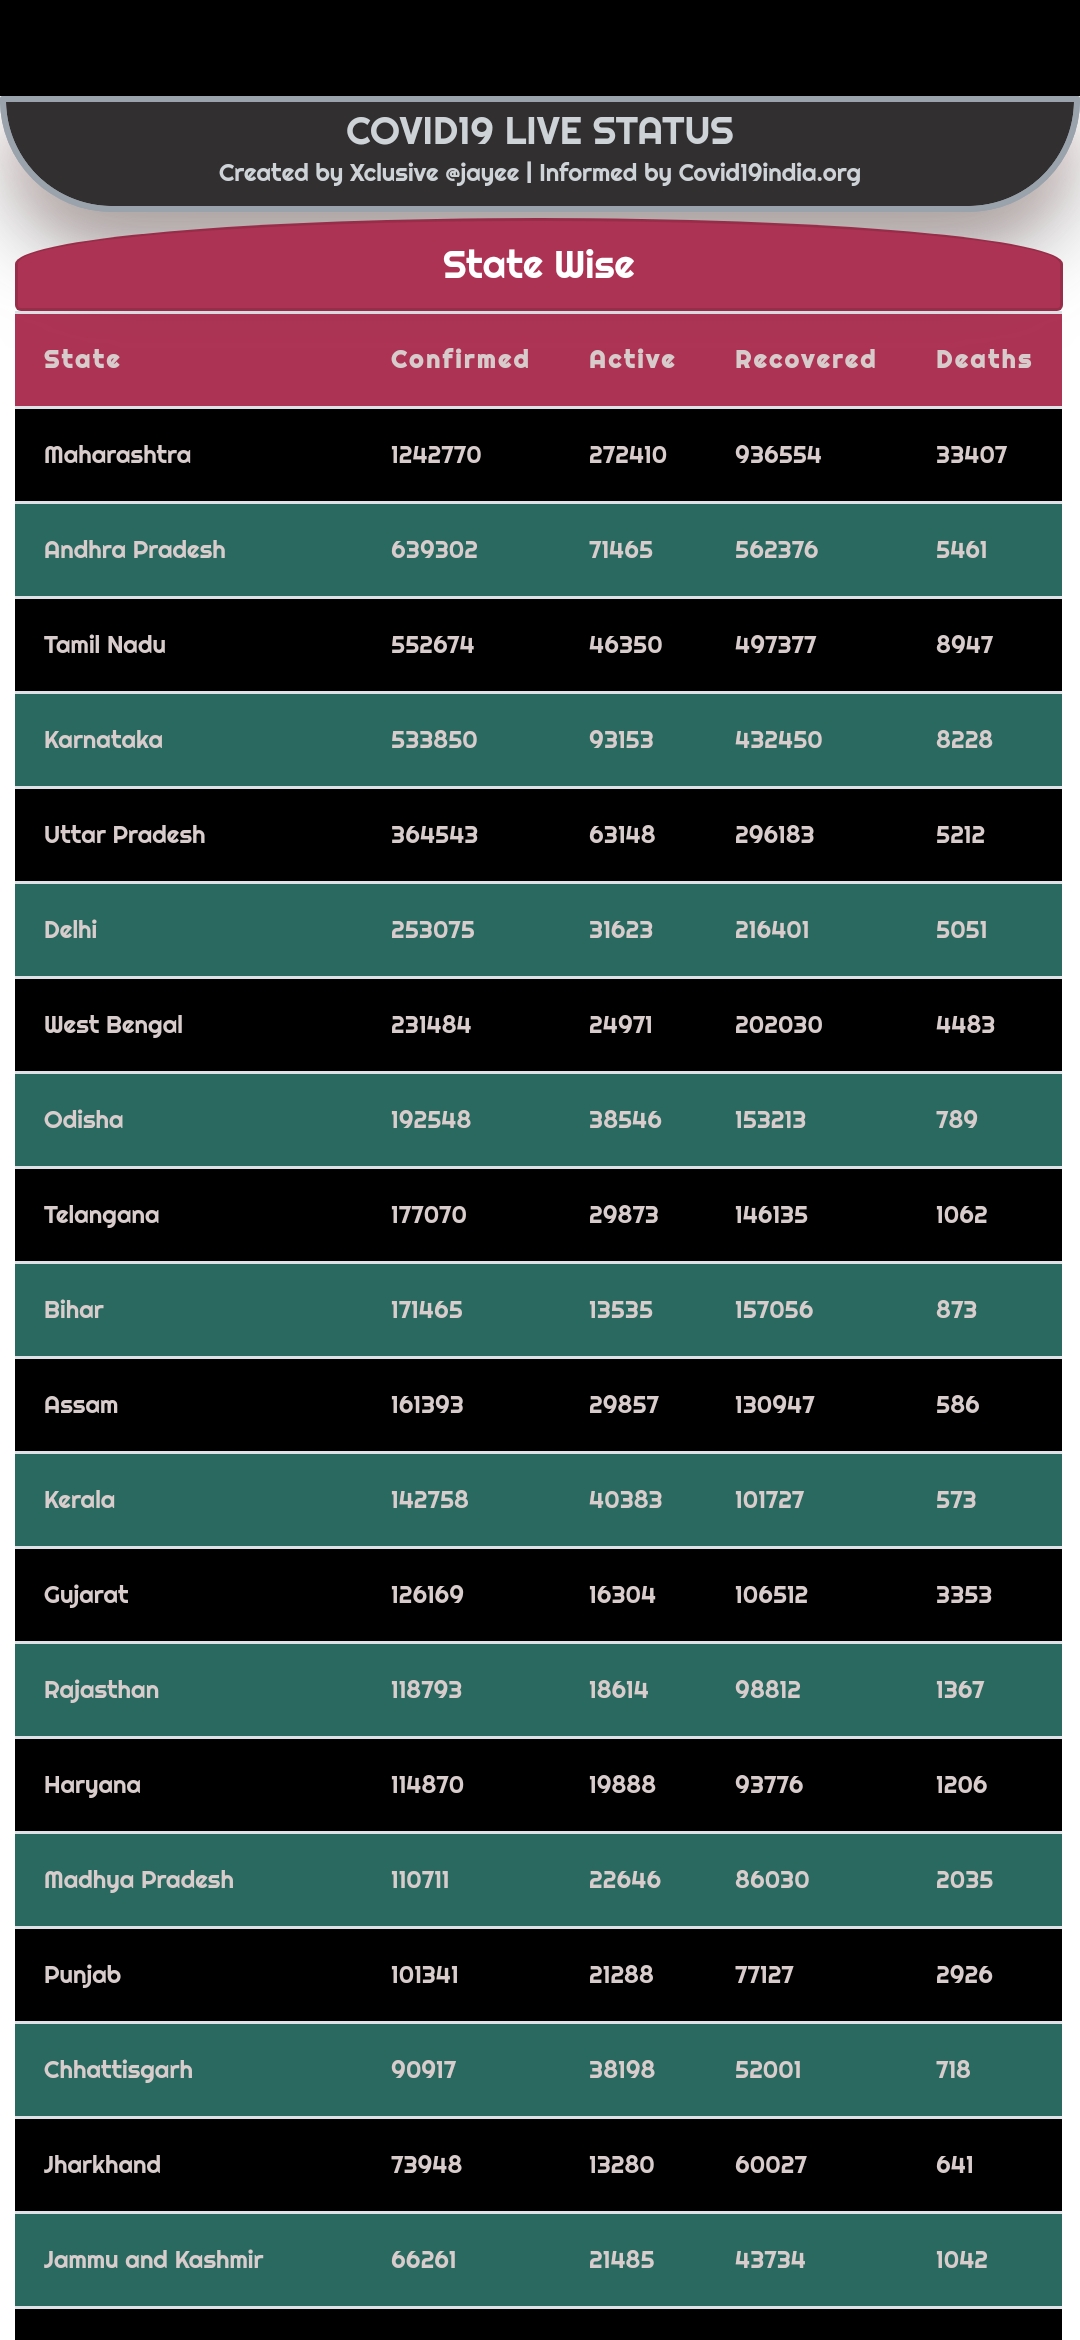 COVID19 LIVE STATUS
Created by Xclusive @jayee | Informed by Covid19india.org
State Wise
State Confirmed Active Recovered Deaths
Maharashtra 1242770 272410 936554 33407
Andhra Pradesh 639302 71465 562376 5461
Tamil Nadu 552674 46350 497377 8947
Karnataka 533850 93153 432450 8228
Uttar Pradesh 364543 63148 296183 5212
Delhi 253075 31623 216401 5051
West Bengal 231484 24971 202030 4483
Odisha 192548 38546 153213 789
Telangana 177070 29873 146135 1062
Bihar 171465 13535 157056 873
Assam 161393 29857 130947 586
Kerala 142758 40383 101727 573
Gujarat 126169 16304 106512 3353
Rajasthan 118793 18614 98812 1367
Haryana 114870 19888 93776 1206
Madhya Pradesh 110711 22646 86030 2035
Punjab 101341 21288 77127 2926
Chhattisgarh 90917 38198 52001 718
Jharkhand 73948 13280 60027 641
Jammu and Kashmir 66261 21485 43734 1042